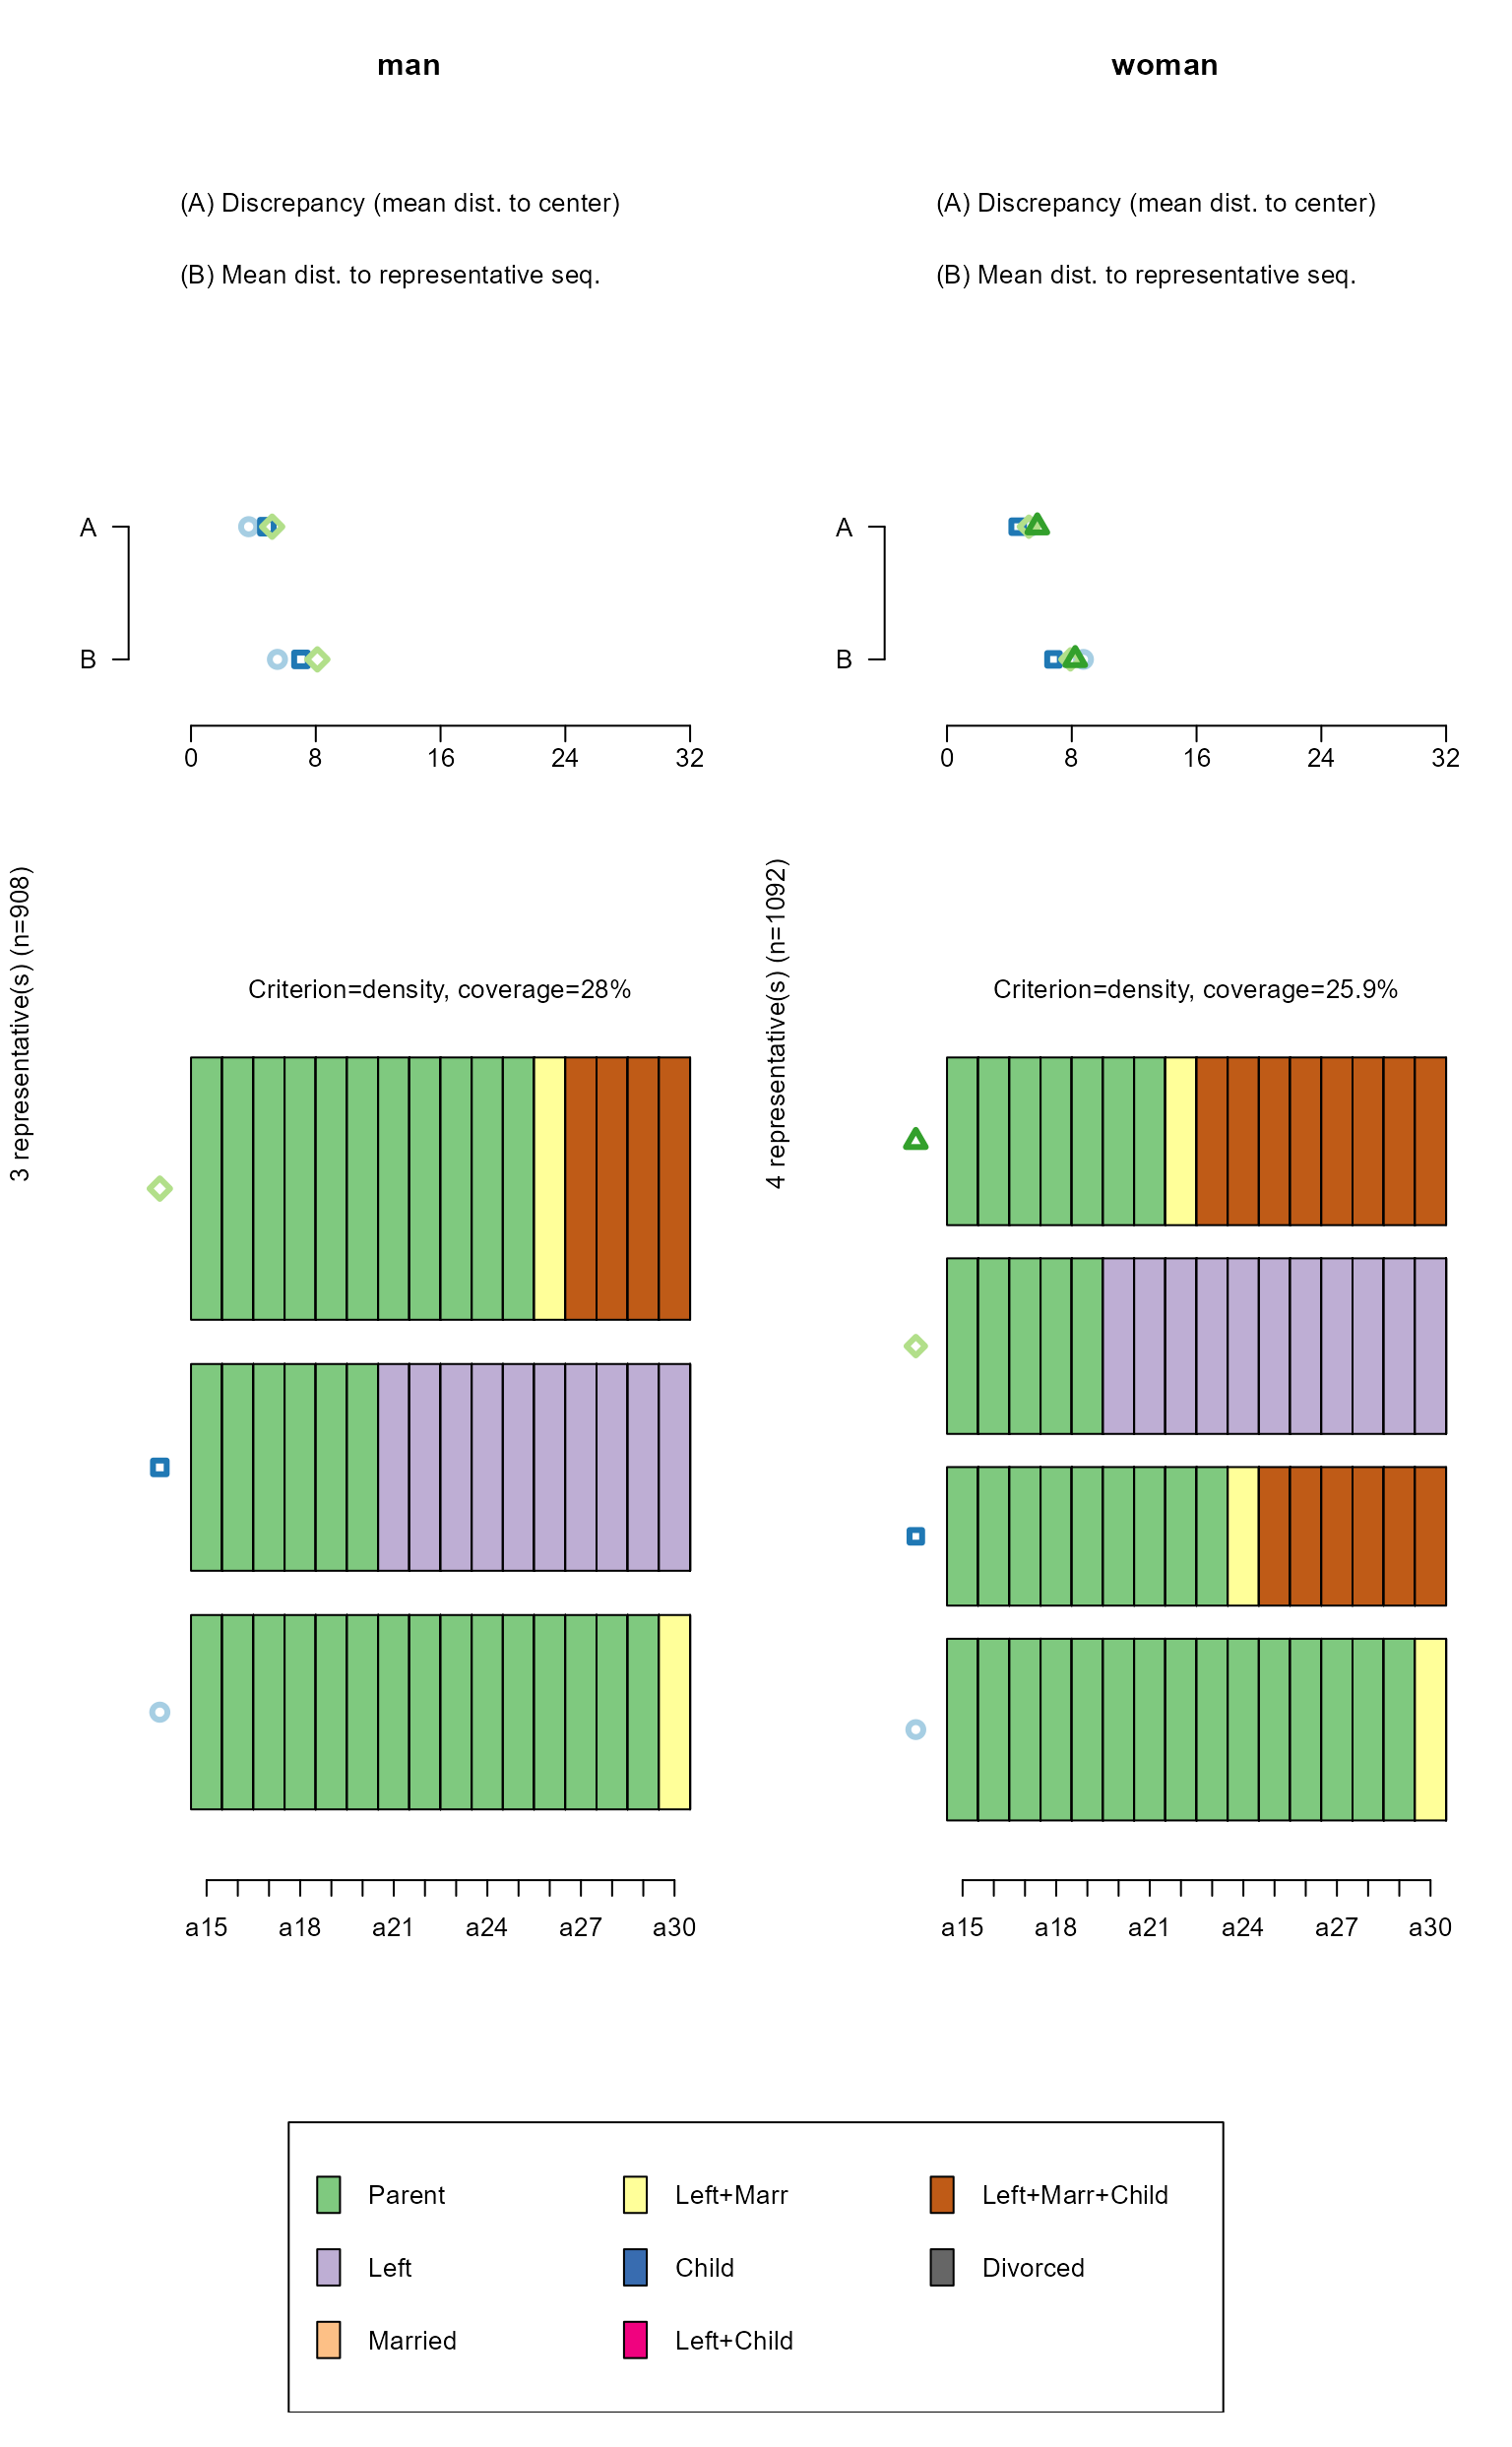 man
(A) Discrepancy (mean dist. to center)
(B) Mean dist. to representative seq.
A
B
0 8 16 24 32
3 representative(s) (n=908)
Criterion=density, coverage=28%
a15 a18 a21 a24 a27 a30
woman
(A) Discrepancy (mean dist. to center)
(B) Mean dist. to representative seq.
A
B
0 8 16 24 32
4 representative(s) (n=1092)
Criterion=density, coverage=25.9%
a15 a18 a21 a24 a27 a30
Parent
Left
Married
Left+Marr
Child
Left+Child
Left+Marr+Child
Divorced